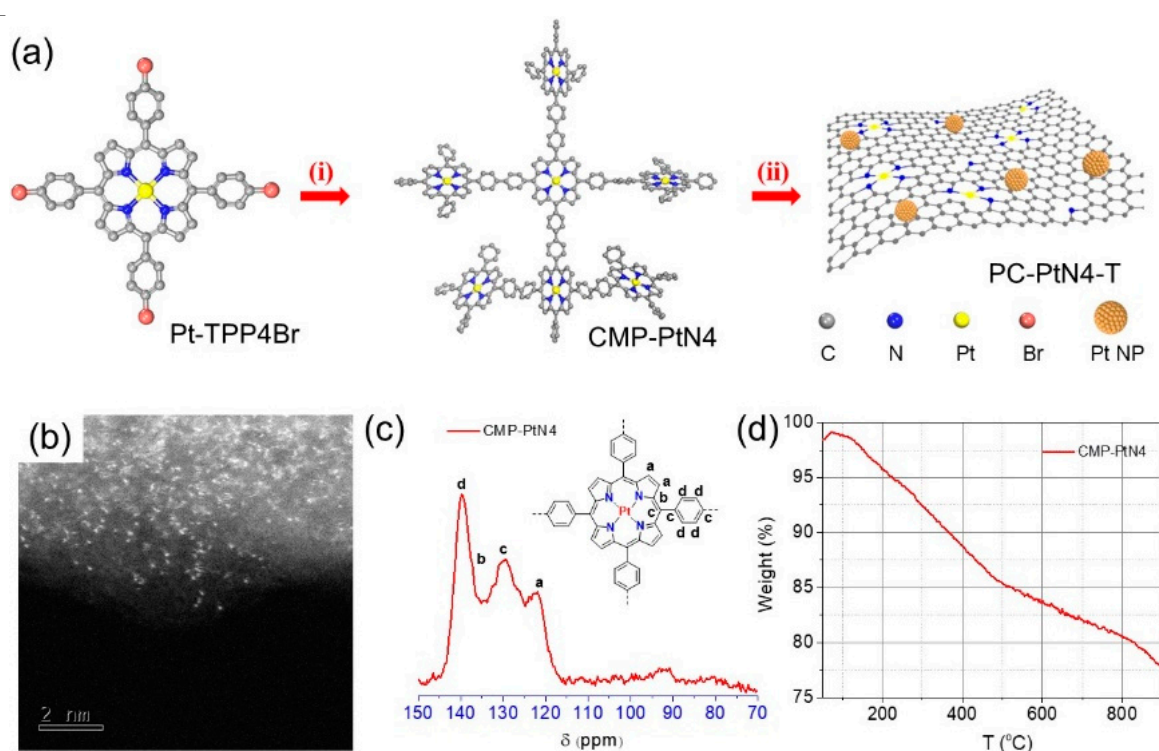 (a)
(i)
(ii)
Pt-TPP4Br
CMP-PtN4
PC-PtN4-T
C N Pt Br Pt NP
(b)
2 nm
(c)
CMP-PtN4
d
b
c
a
a
a
b
c
c
d
d
d
d
c
N
N
N
N
Pt
150 140 130 120 110 100 90 80 70
δ (ppm)
(d)
CMP-PtN4
100
95
90
85
80
75
Weight (%)
200 400 600 800
T (°C)